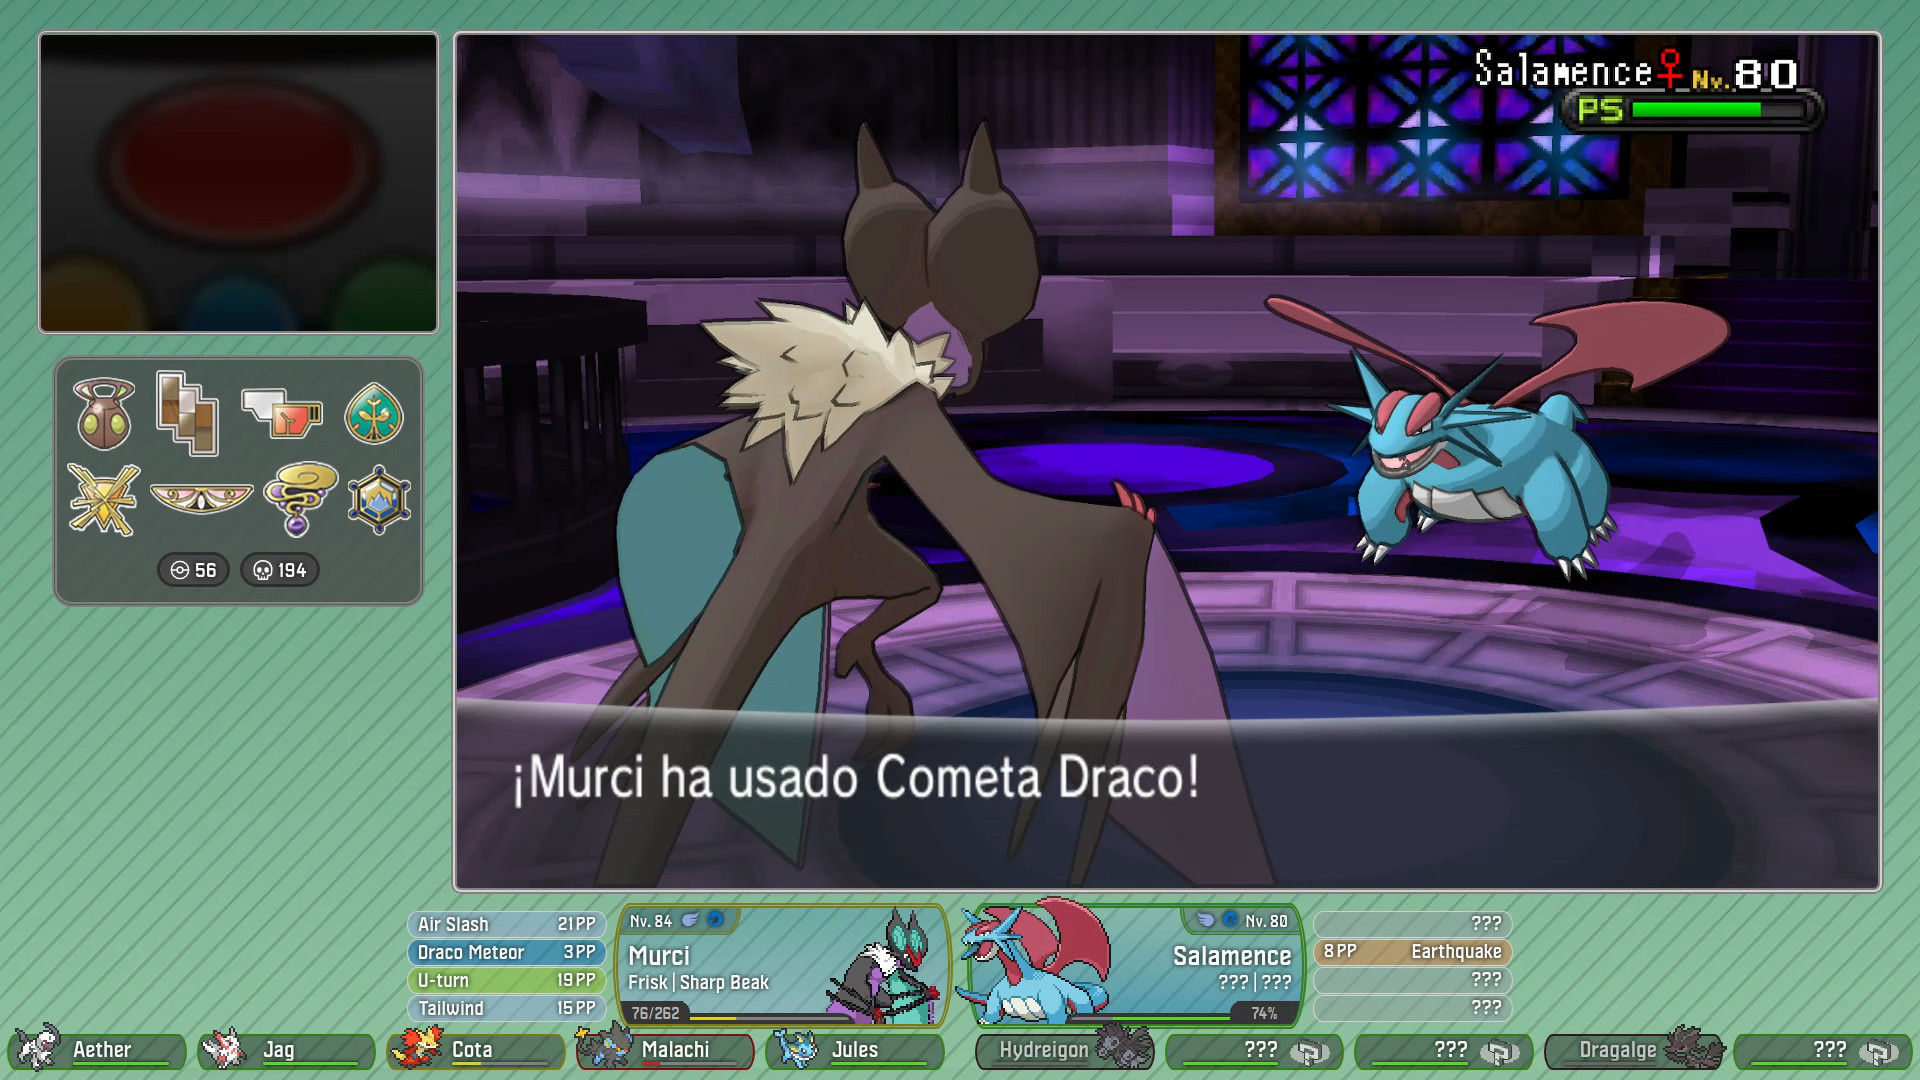 Salamence♀ Nv.80
PS
56 194
¡Murci ha usado Cometa Draco!
Air Slash 21PP
Draco Meteor 3PP
U-turn 19PP
Tailwind 15PP
Nv. 84
Murci
Frisk | Sharp Beak
76/262
Nv. 80
Salamence
??? | ???
74%
???
8PP Earthquake
???
???
Aether
Jag
Cota
Malachi
Jules
Hydreigon
???
???
Dragalge
???